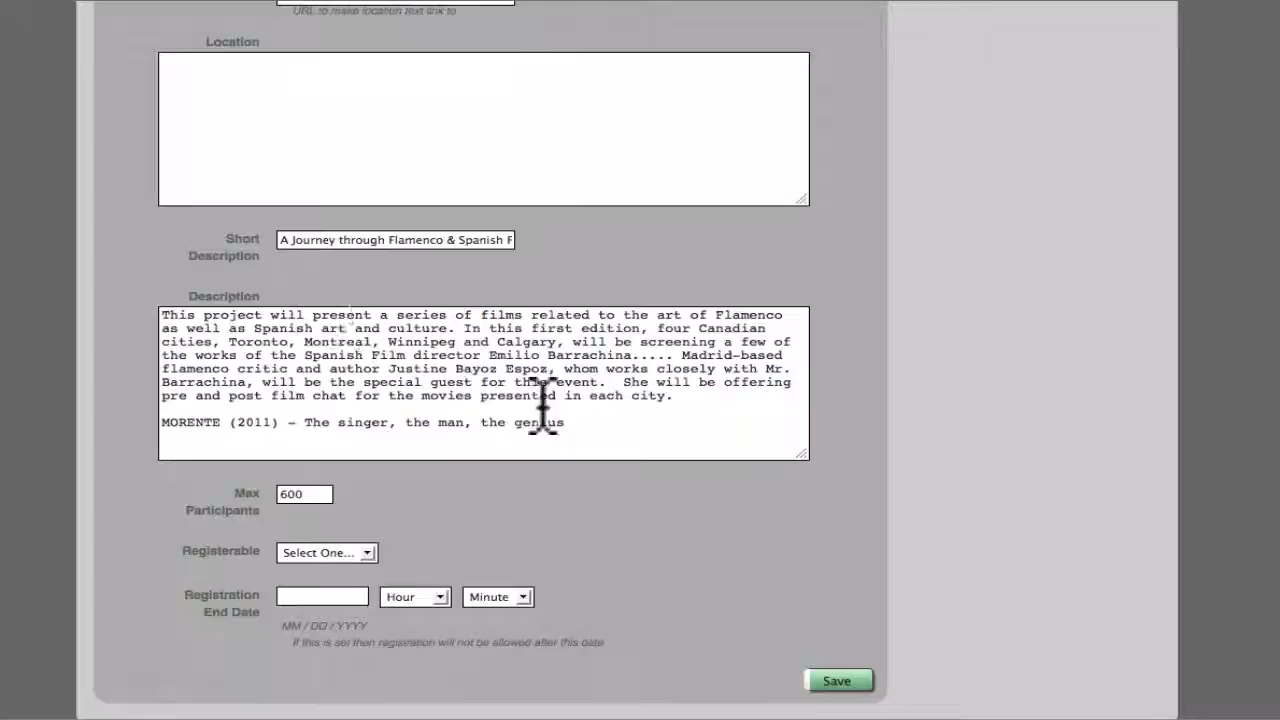 URL to make location text link to
Location
Short
Description
A Journey through Flamenco & Spanish F
Description
This project will present a series of films related to the art of Flamenco
as well as Spanish art and culture. In this first edition, four Canadian
cities, Toronto, Montreal, Winnipeg and Calgary, will be screening a few of
the works of the Spanish Film director Emilio Barrachina..... Madrid-based
flamenco critic and author Justine Bayoz Espoz, whom works closely with Mr.
Barrachina, will be the special guest for this event.  She will be offering
pre and post film chat for the movies presented in each city.
MORENTE (2011) - The singer, the man, the genius
Max
Participants
600
Registerable
Select One...
Registration
End Date
Hour
Minute
MM / DD / YYYY
If this is set then registration will not be allowed after this date
Save